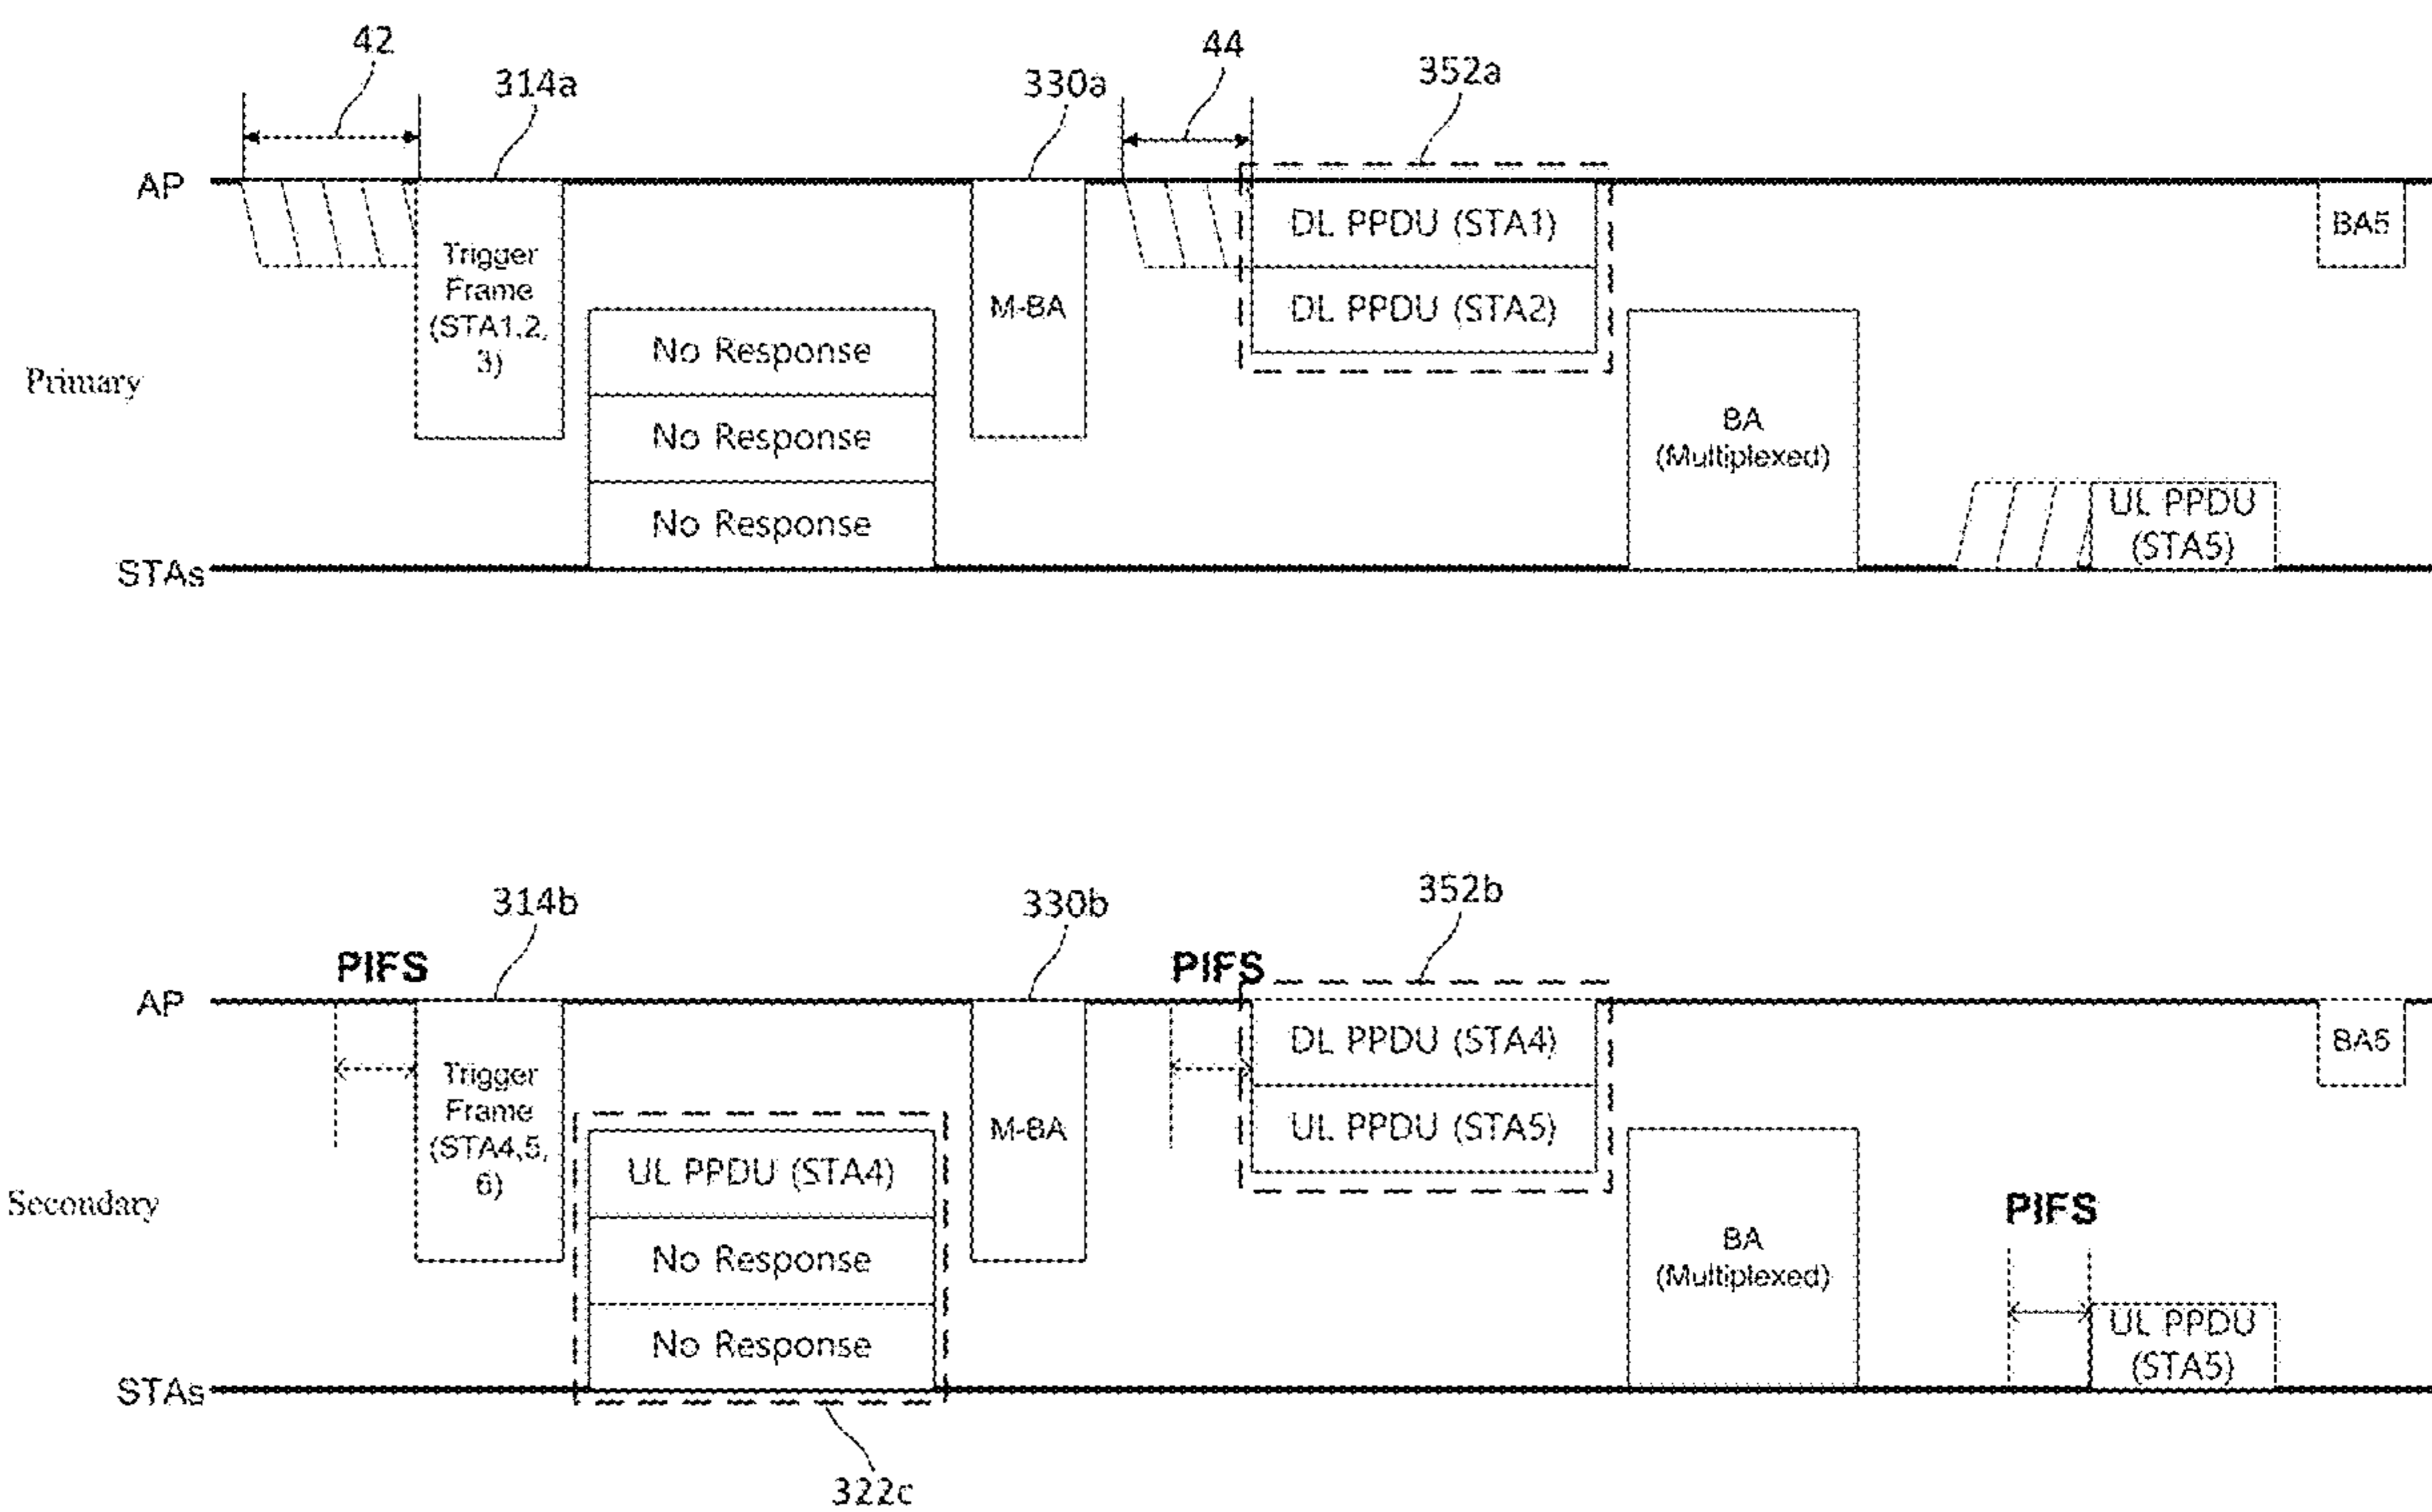 42
44
314a
330a
352a
AP
DL PPDU (STA1)
BA5
Trigger
Frame
(STA1,2,
3)
M-BA
DL PPDU (STA2)
No Response
Primary
No Response
BA
(Multiplexed)
No Response
UL PPDU
(STA5)
STAs
314b
330b
352b
PIFS
PIFS
AP
DL PPDU (STA4)
BA5
Trigger
Frame
(STA4,5,
6)
M-BA
UL PPDU (STA5)
UL PPDU (STA4)
Secondary
PIFS
No Response
BA
(Multiplexed)
No Response
UL PPDU
(STA5)
STAs
322c